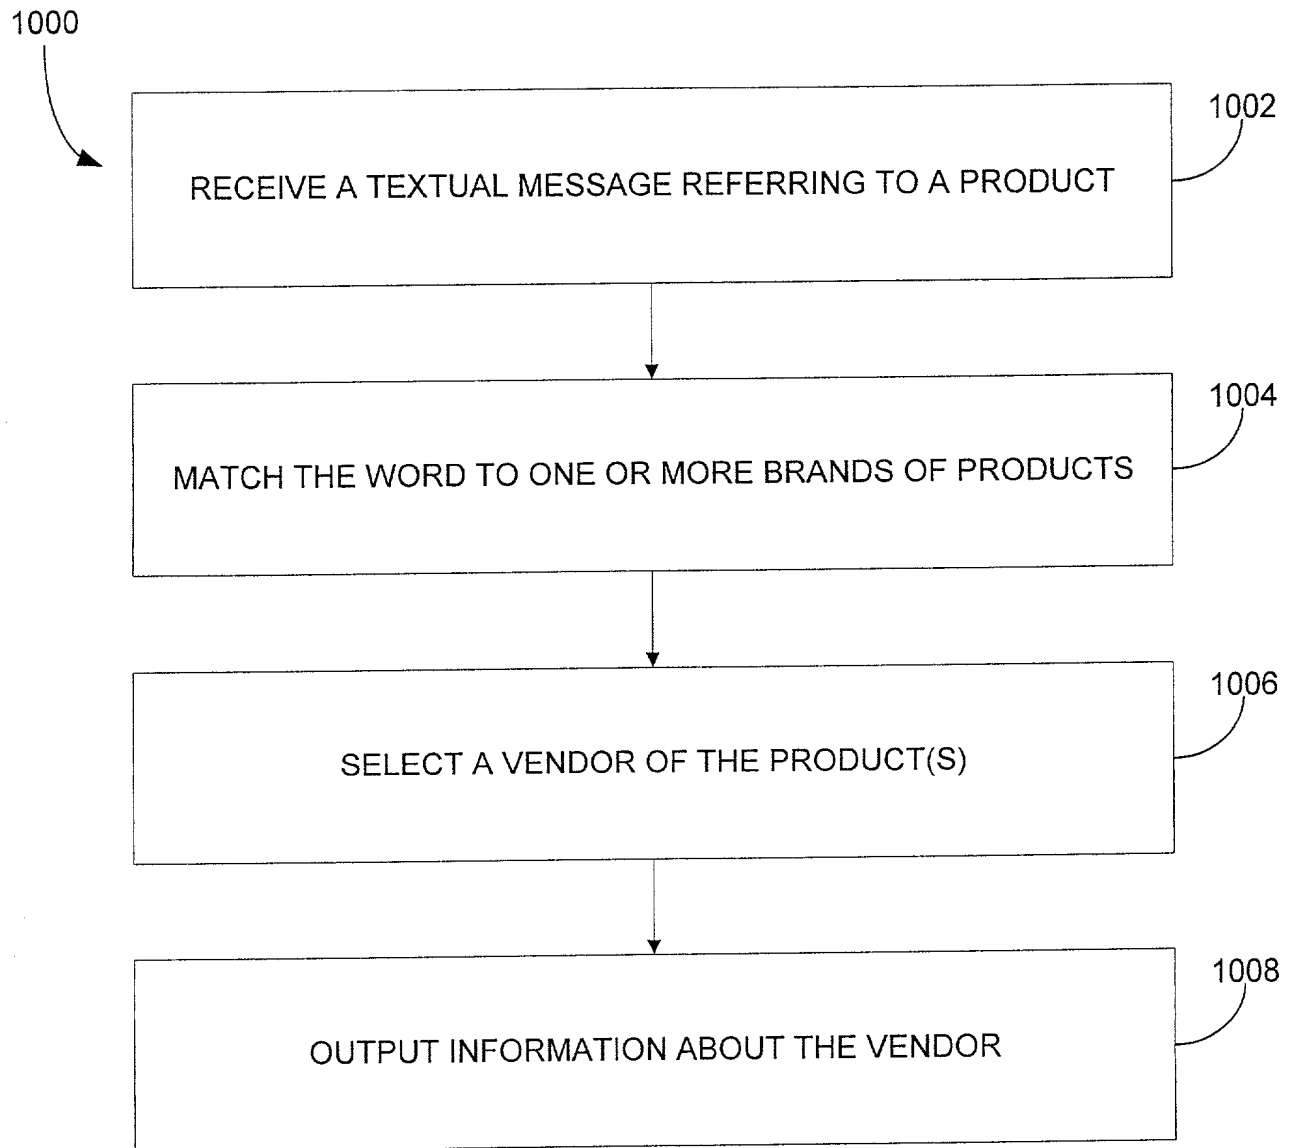 1000
1002
RECEIVE A TEXTUAL MESSAGE REFERRING TO A PRODUCT
1004
MATCH THE WORD TO ONE OR MORE BRANDS OF PRODUCTS
1006
SELECT A VENDOR OF THE PRODUCT(S)
1008
OUTPUT INFORMATION ABOUT THE VENDOR